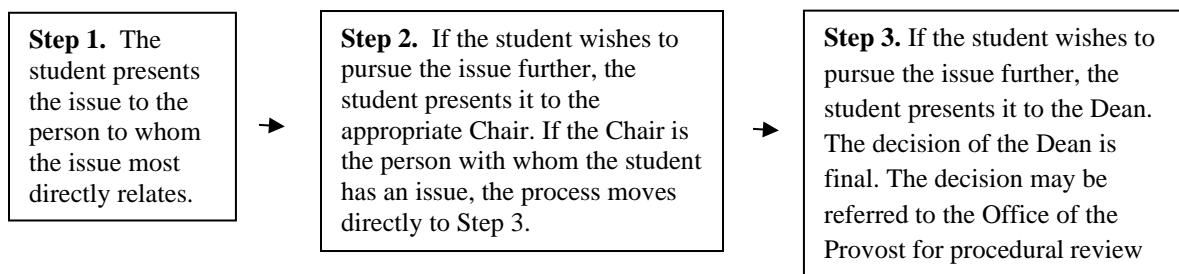 Step 1. The
student presents
the issue to the
person to whom
the issue most
directly relates.
Step 2. If the student wishes to
pursue the issue further, the
student presents it to the
appropriate Chair. If the Chair is
the person with whom the student
has an issue, the process moves
directly to Step 3.
Step 3. If the student wishes to
pursue the issue further, the
student presents it to the Dean.
The decision of the Dean is
final. The decision may be
referred to the Office of the
Provost for procedural review